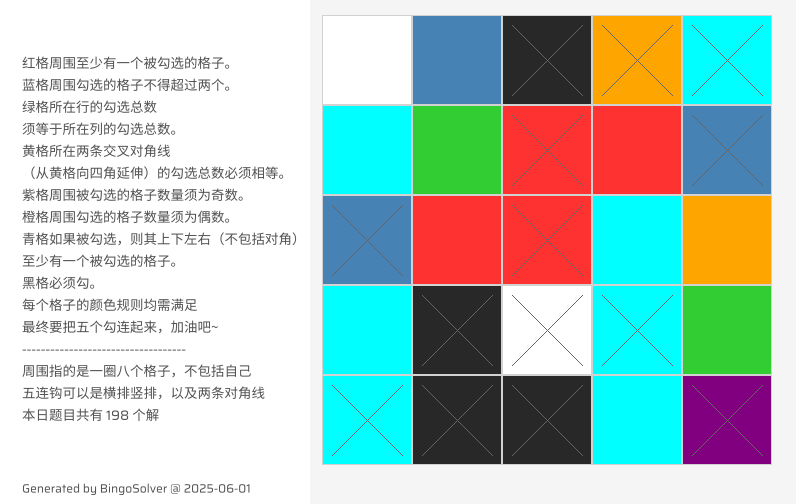 红格周围至少有一个被勾选的格子。
蓝格周围勾选的格子不得超过两个。
绿格所在行的勾选总数
须等于所在列的勾选总数。
黄格所在两条交叉对角线
（从黄格向四角延伸）的勾选总数必须相等。
紫格周围被勾选的格子数量须为奇数。
橙格周围勾选的格子数量须为偶数。
青格如果被勾选，则其上下左右（不包括对角）
至少有一个被勾选的格子。
黑格必须勾。
每个格子的颜色规则均需满足
最终要把五个勾连起来，加油吧~
-----------------------------------
周围指的是一圈八个格子，不包括自己
五连钩可以是横排竖排，以及两条对角线
本日题目共有 198 个解
Generated by BingoSolver @ 2025-06-01